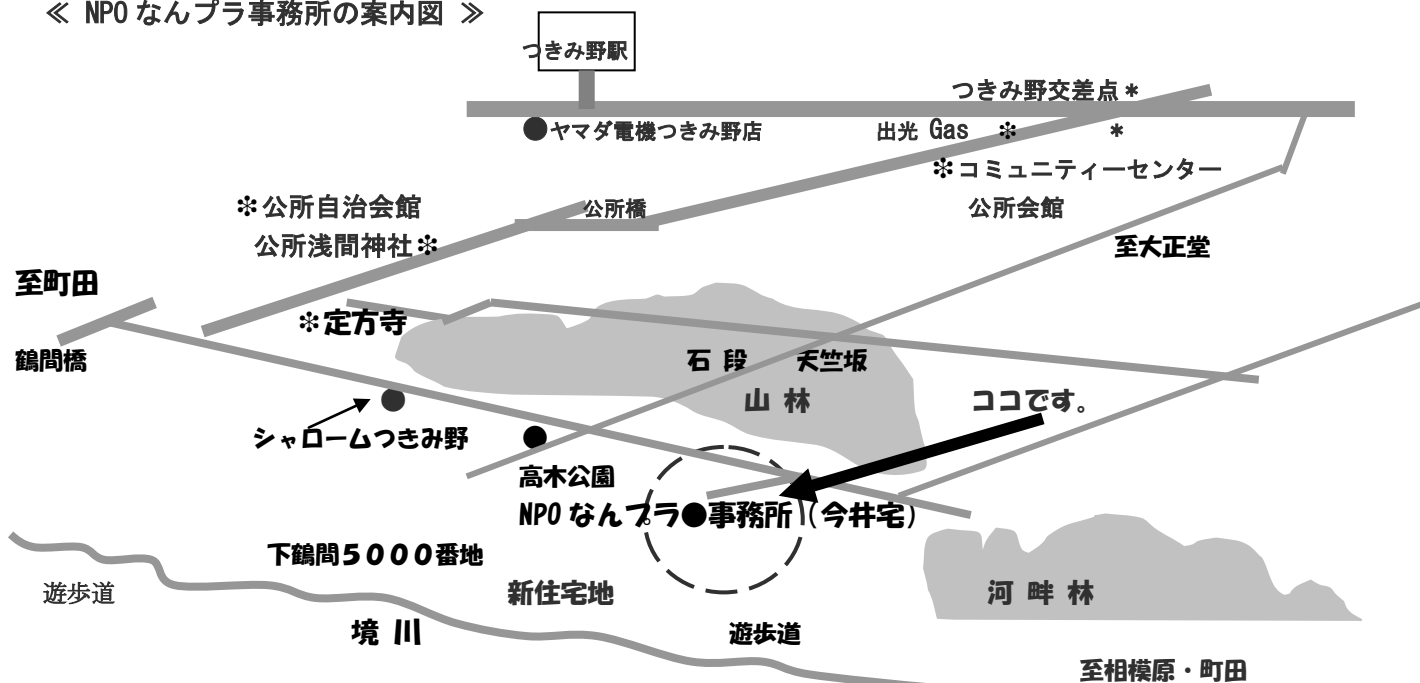 ≪ NPOなんプラ事務所の案内図 ≫
つきみ野駅
つきみ野交差点＊
●ヤマダ電機つきみ野店
出光 Gas ❇ ＊
❇コミュニティーセンター
公所会館
❇公所自治会館
公所橋
公所浅間神社❇
至大正堂
至町田
❇定方寺
鶴間橋
石 段 天竺坂
山 林
ココです。
シャロームつきみ野
高木公園
NPOなんプラ●事務所（今井宅）
下鶴間５０００番地
遊歩道
新住宅地
河 畔 林
境 川
遊歩道
至相模原・町田